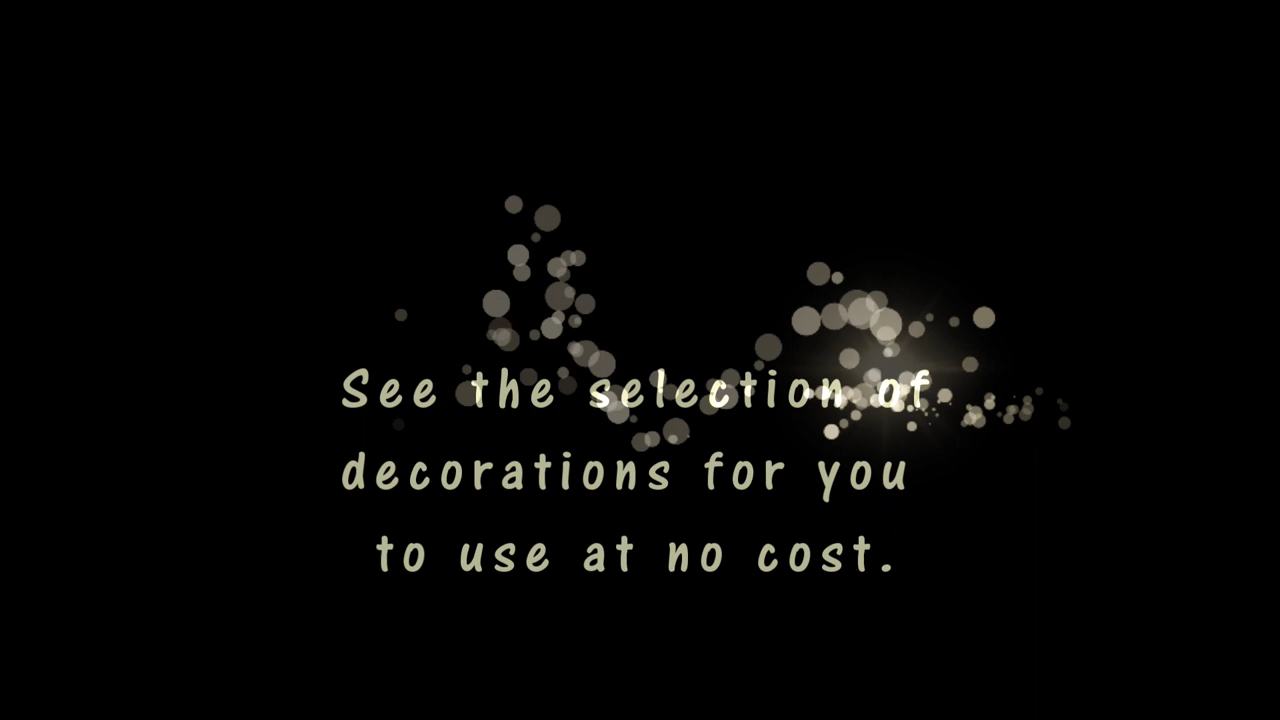 See the selection of
decorations for you
to use at no cost.